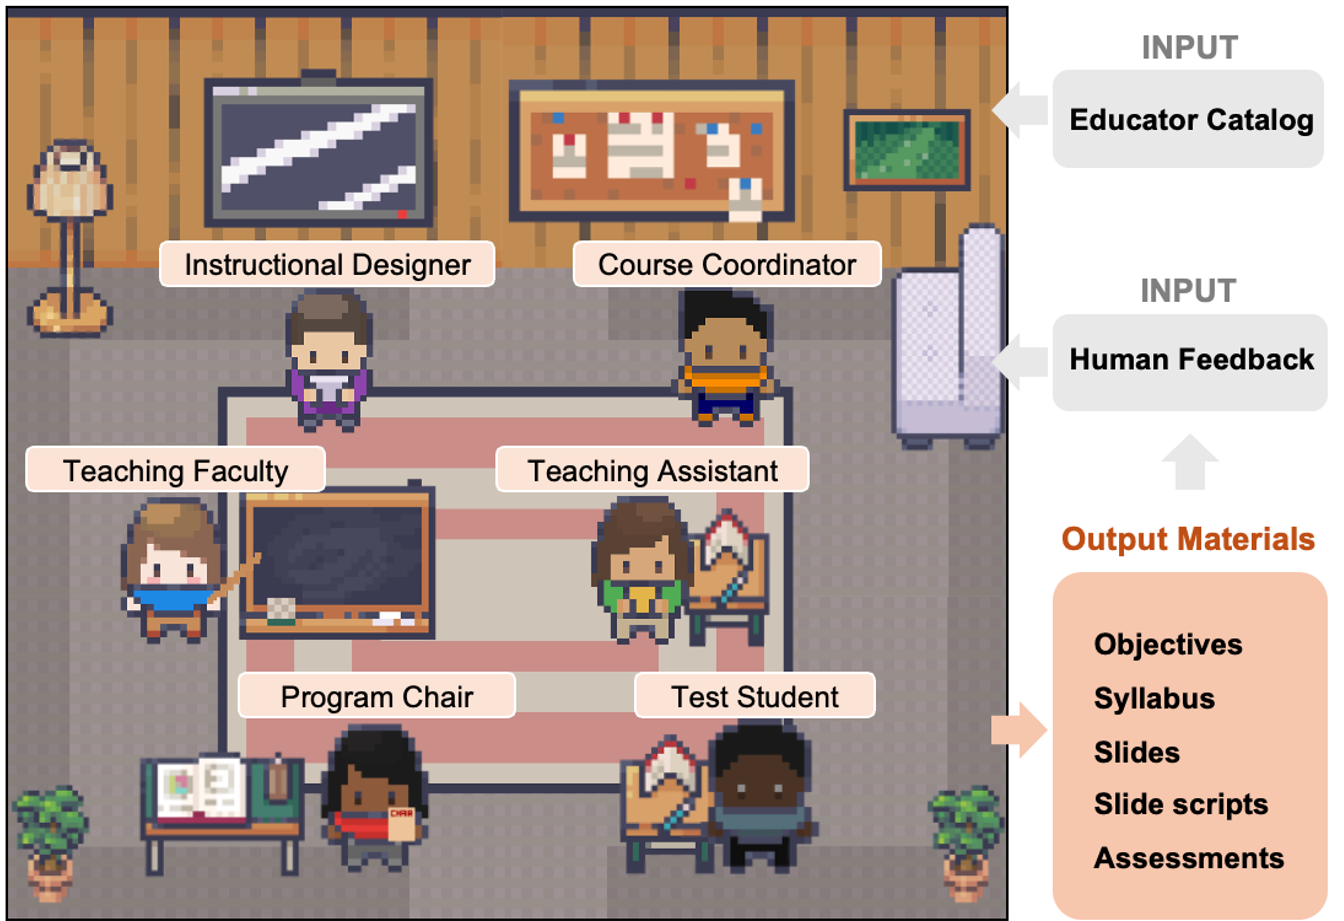 INPUT
Educator Catalog
Instructional Designer
Course Coordinator
INPUT
Human Feedback
Teaching Faculty
Teaching Assistant
Output Materials
Objectives
Syllabus
Slides
Slide scripts
Assessments
Program Chair
Test Student
CHAIR